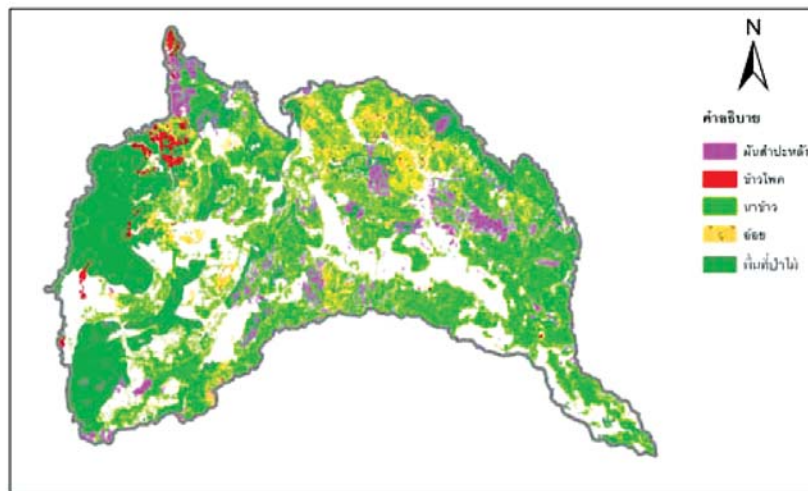 N
คำอธิบาย
มันสำปะหลัง
ข้าวโพด
นาข้าว
อ้อย
พื้นที่ป่าไม้